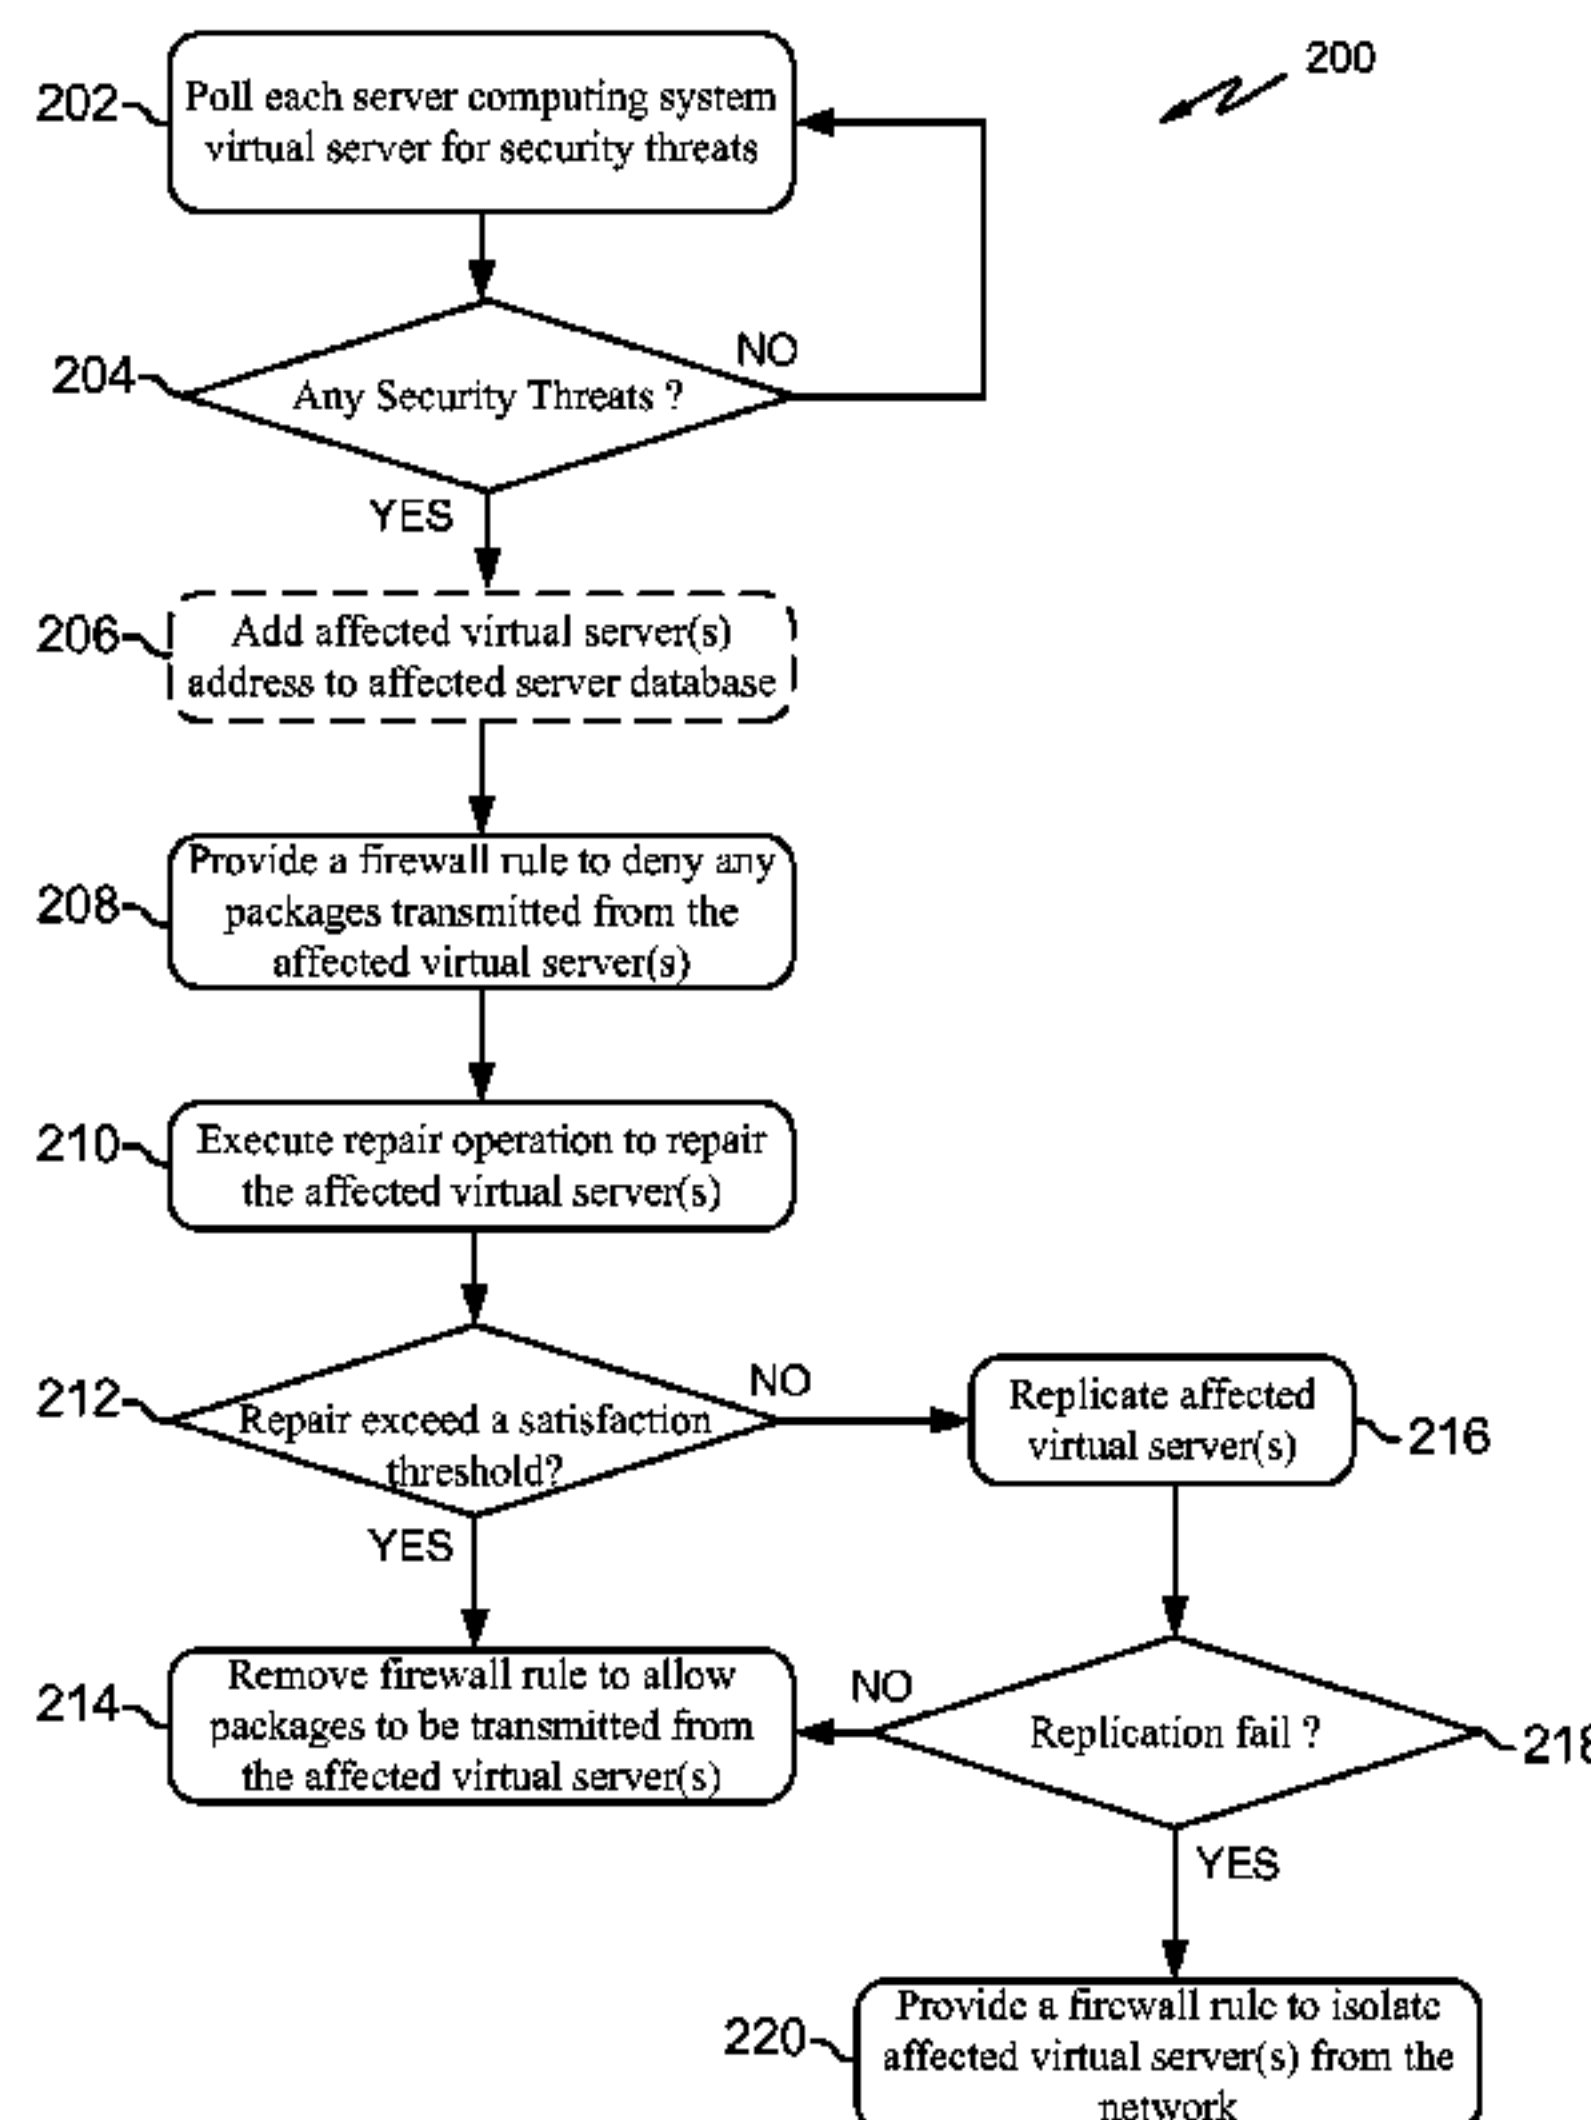 200
202
Poll each server computing system
virtual server for security threats
204
Any Security Threats ?
NO
YES
206
Add affected virtual server(s)
address to affected server database
208
Provide a firewall rule to deny any
packages transmitted from the
affected virtual server(s)
210
Execute repair operation to repair
the affected virtual server(s)
212
Repair exceed a satisfaction
threshold?
NO
YES
Replicate affected
virtual server(s)
216
214
Remove firewall rule to allow
packages to be transmitted from
the affected virtual server(s)
NO
Replication fail ?
218
YES
220
Provide a firewall rule to isolate
affected virtual server(s) from the
network